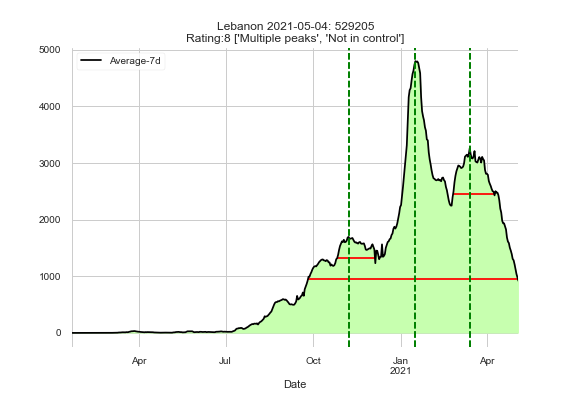 Lebanon 2021-05-04: 529205
Rating:8 ['Multiple peaks', 'Not in control']
Average-7d
5000
4000
3000
2000
1000
0
Apr
Jul
Oct
Jan
2021
Apr
Date